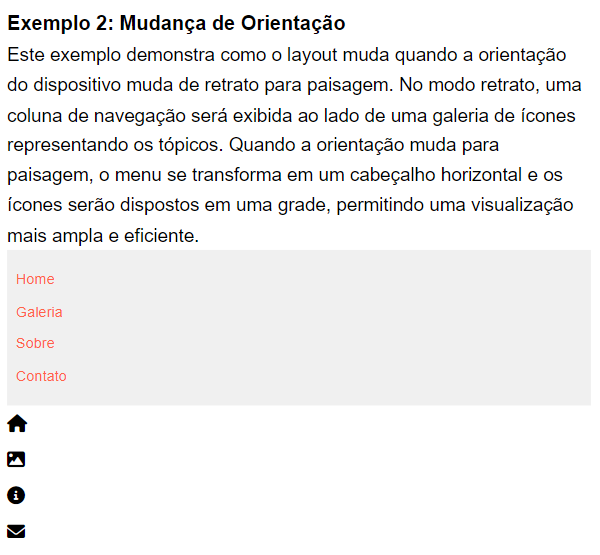 Exemplo 2: Mudança de Orientação
Este exemplo demonstra como o layout muda quando a orientação
do dispositivo muda de retrato para paisagem. No modo retrato, uma
coluna de navegação será exibida ao lado de uma galeria de ícones
representando os tópicos. Quando a orientação muda para
paisagem, o menu se transforma em um cabeçalho horizontal e os
ícones serão dispostos em uma grade, permitindo uma visualização
mais ampla e eficiente.
Home
Galeria
Sobre
Contato